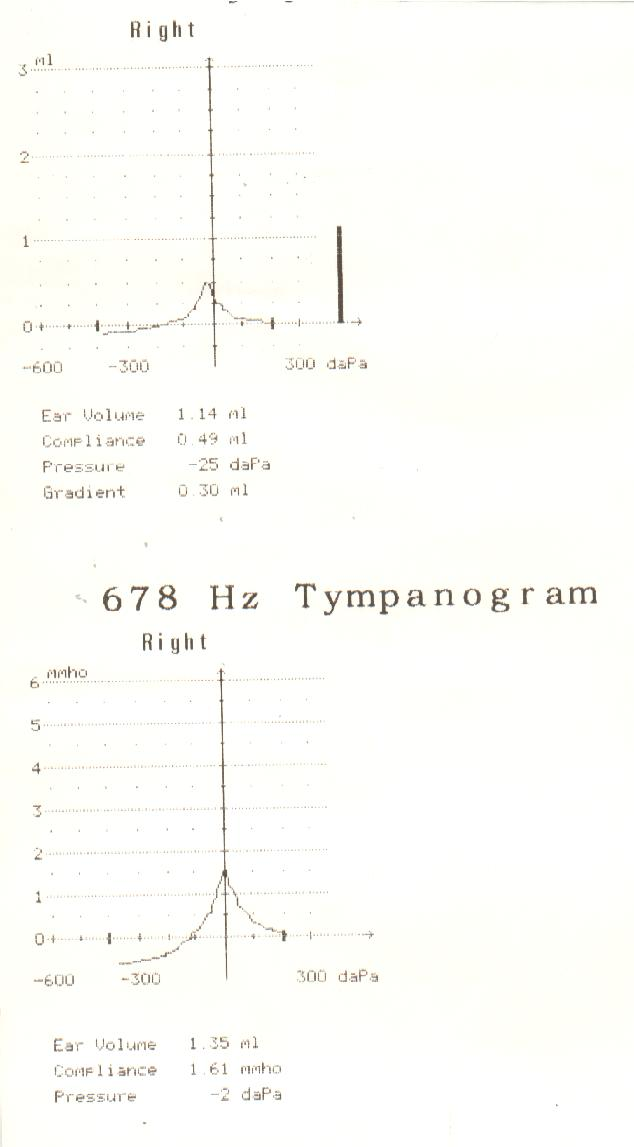 Right
ml
3
2
1
0
-600 -300 300 daPa
Ear Volume 1.14 ml
Compliance 0.49 ml
Pressure -25 daPa
Gradient 0.30 ml
678 Hz Tympanogram
Right
mmho
6
5
4
3
2
1
0
-600 -300 300 daPa
Ear Volume 1.35 ml
Compliance 1.61 mmho
Pressure -2 daPa